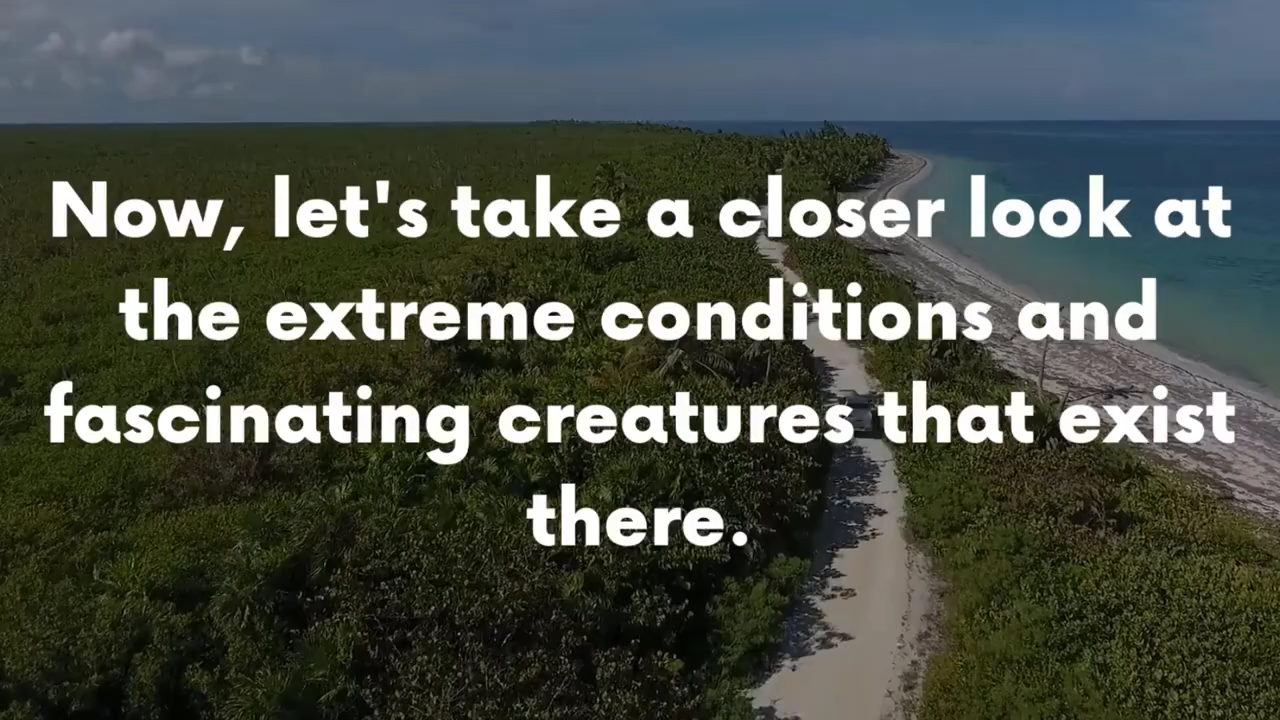 Now, let's take a closer look at
the extreme conditions and
fascinating creatures that exist
there.